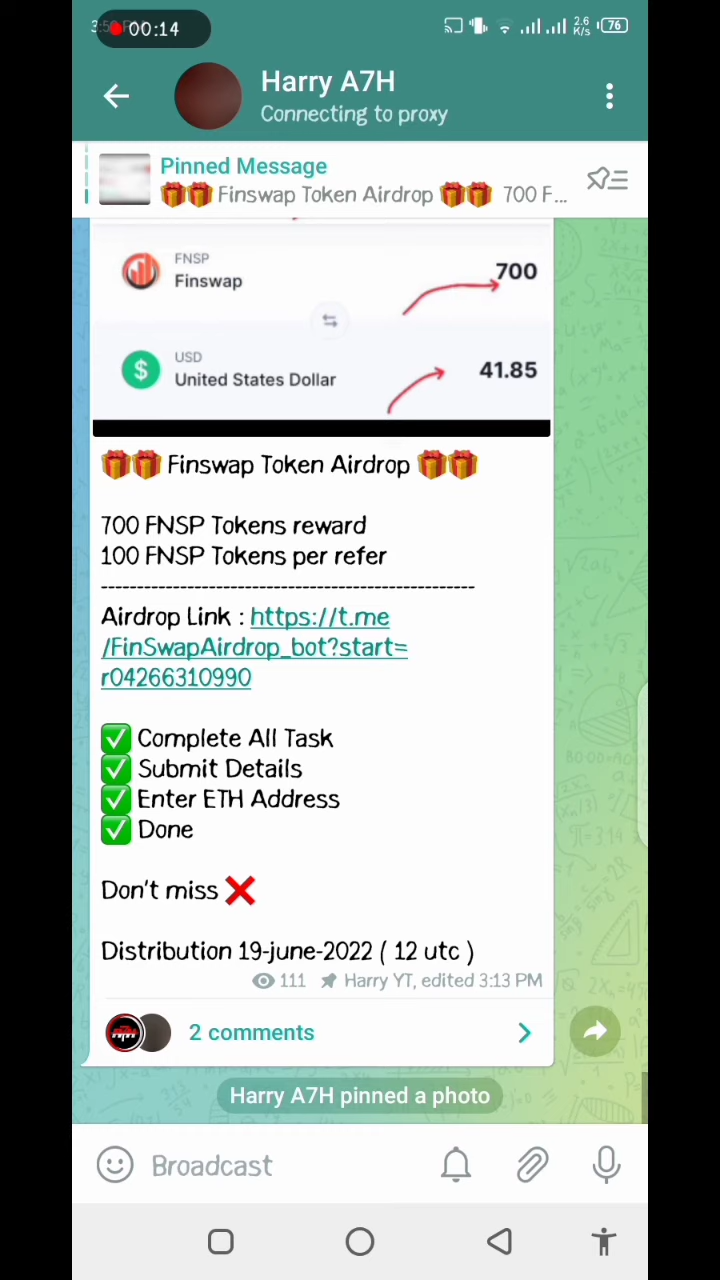 00:14
2.6
K/s
76
Harry A7H
Connecting to proxy
Pinned Message
🎁🎁 Finswap Token Airdrop 🎁🎁 700 F...
FNSP
Finswap
700
USD
United States Dollar
41.85
🎁🎁 Finswap Token Airdrop 🎁🎁
700 FNSP Tokens reward
100 FNSP Tokens per refer
-----------------------------------------------------
Airdrop Link : https://t.me
/FinSwapAirdrop_bot?start=
r04266310990
✅ Complete All Task
✅ Submit Details
✅ Enter ETH Address
✅ Done
Don't miss ❌
Distribution 19-june-2022 ( 12 utc )
111 Harry YT, edited 3:13 PM
2 comments
Harry A7H pinned a photo
Broadcast